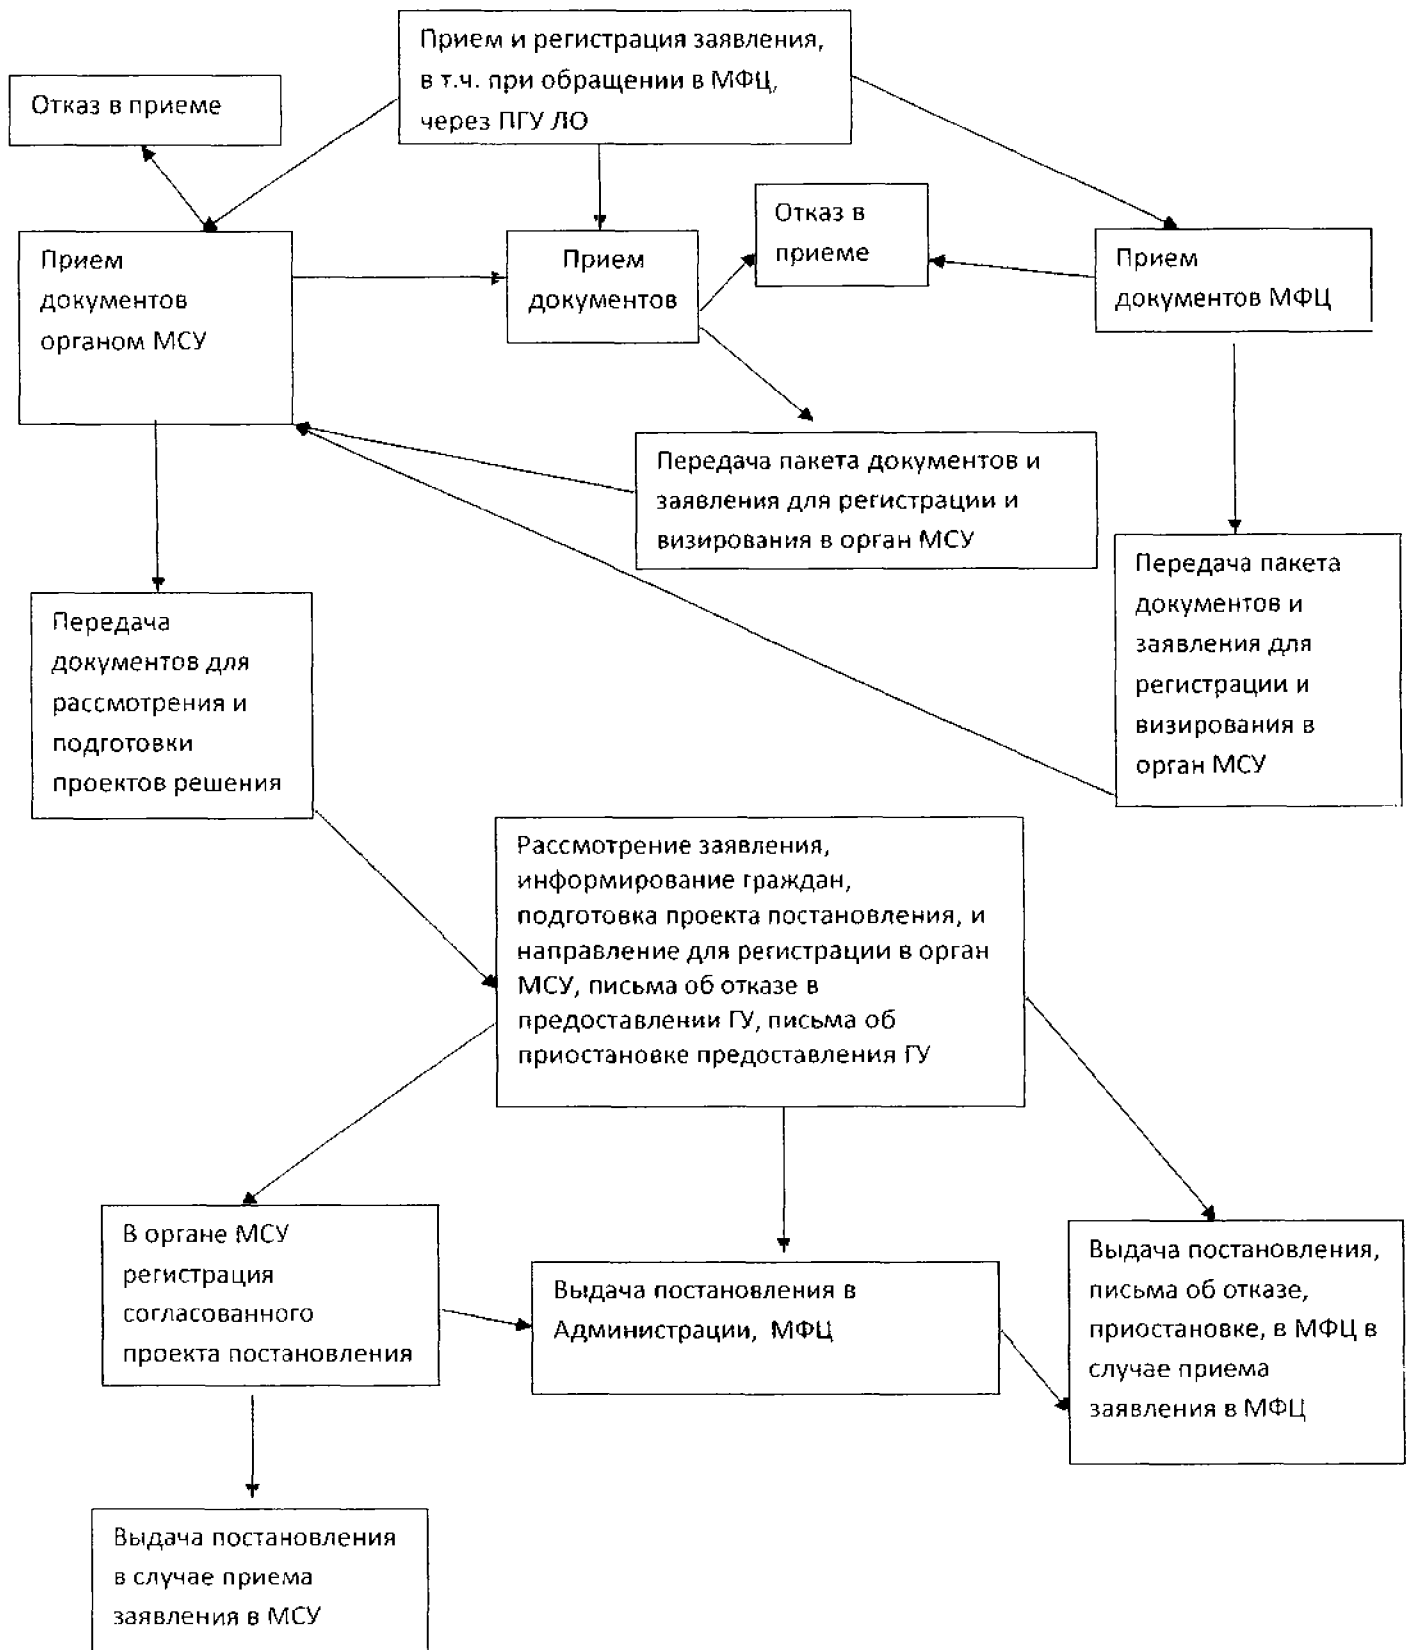 Прием и регистрация заявления,
в т.ч. при обращении в МФЦ,
через ПГУ ЛО
Отказ в приеме
Отказ в
приеме
Прием
документов
органом МСУ
Прием
документов
Прием
документов МФЦ
Передача пакета документов и
заявления для регистрации и
визирования в орган МСУ
Передача пакета
документов и
заявления для
регистрации и
визирования в
орган МСУ
Передача
документов для
рассмотрения и
подготовки
проектов решения
Рассмотрение заявления,
информирование граждан,
подготовка проекта постановления, и
направление для регистрации в орган
МСУ, письма об отказе в
предоставлении ГУ, письма об
приостановке предоставления ГУ
В органе МСУ
регистрация
согласованного
проекта постановления
Выдача постановления в
Администрации, МФЦ
Выдача постановления,
письма об отказе,
приостановке, в МФЦ в
случае приема
заявления в МФЦ
Выдача постановления
в случае приема
заявления в МСУ